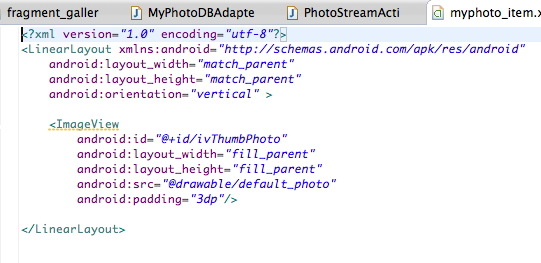 fragment_galler MyPhotoDBAdapte PhotoStreamActi myphoto_item.x
<?xml version="1.0" encoding="utf-8"?>
<LinearLayout xmlns:android="http://schemas.android.com/apk/res/android"
    android:layout_width="match_parent"
    android:layout_height="match_parent"
    android:orientation="vertical" >
    <ImageView
        android:id="@+id/ivThumbPhoto"
        android:layout_width="fill_parent"
        android:layout_height="fill_parent"
        android:src="@drawable/default_photo"
        android:padding="3dp"/>
</LinearLayout>